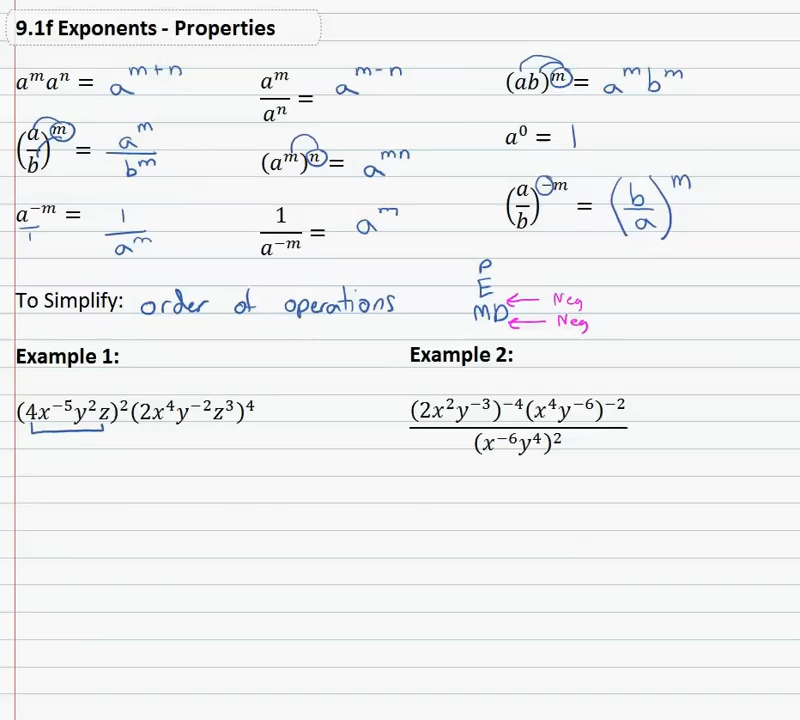 9.1f Exponents - Properties
a^m a^n = a^{m+n}    a^m/a^n = a^{m-n}    (ab)^m = a^m b^m
(a/b)^m = a^m/b^m    (a^m)^n = a^{mn}    a^0 = 1
a^{-m}/1 = 1/a^m    1/a^{-m} = a^m    (a/b)^{-m} = (b/a)^m
P
E
To Simplify: order of operations    MD ← Neg
← Neg
Example 1:    Example 2:
(4x^{-5}y^2z)^2(2x^4y^{-2}z^3)^4    (2x^2y^{-3})^{-4}(x^4y^{-6})^{-2}/(x^{-6}y^4)^2